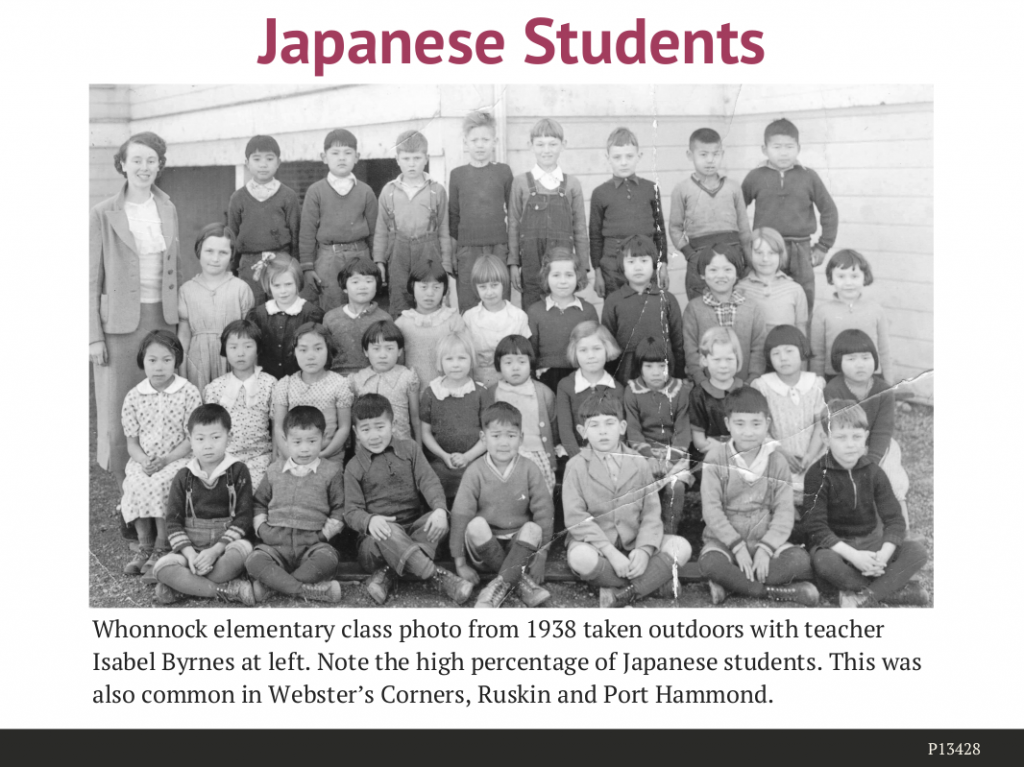 Japanese Students
Whonnock elementary class photo from 1938 taken outdoors with teacher
Isabel Byrnes at left. Note the high percentage of Japanese students. This was
also common in Webster’s Corners, Ruskin and Port Hammond.
P13428